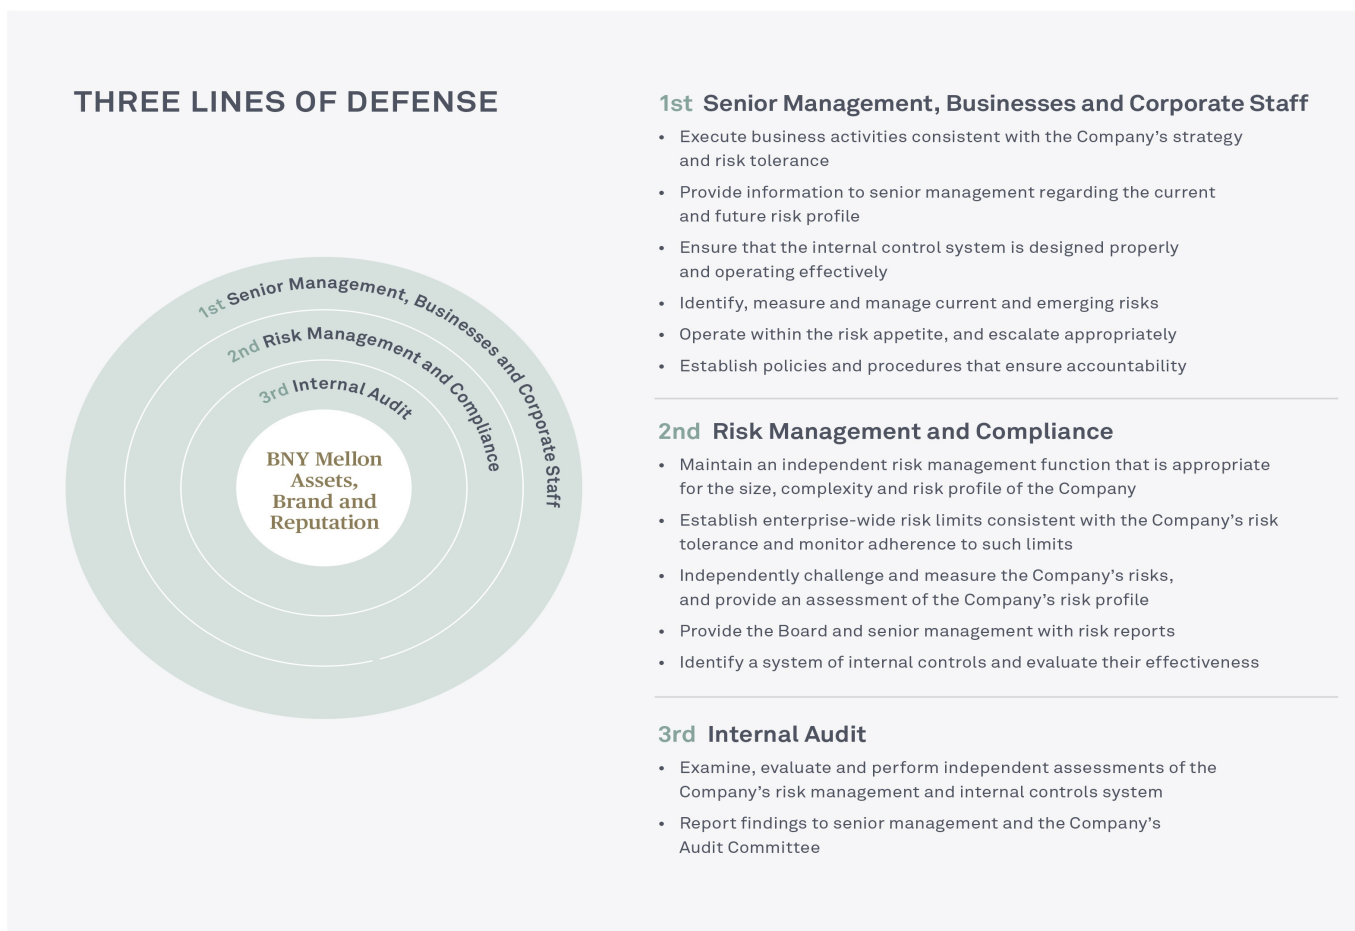 THREE LINES OF DEFENSE
1st Senior Management, Businesses and Corporate Staff
2nd Risk Management and Compliance
3rd Internal Audit
BNY Mellon
Assets,
Brand and
Reputation
1st Senior Management, Businesses and Corporate Staff
• Execute business activities consistent with the Company’s strategy
and risk tolerance
• Provide information to senior management regarding the current
and future risk profile
• Ensure that the internal control system is designed properly
and operating effectively
• Identify, measure and manage current and emerging risks
• Operate within the risk appetite, and escalate appropriately
• Establish policies and procedures that ensure accountability
2nd Risk Management and Compliance
• Maintain an independent risk management function that is appropriate
for the size, complexity and risk profile of the Company
• Establish enterprise-wide risk limits consistent with the Company’s risk
tolerance and monitor adherence to such limits
• Independently challenge and measure the Company’s risks,
and provide an assessment of the Company’s risk profile
• Provide the Board and senior management with risk reports
• Identify a system of internal controls and evaluate their effectiveness
3rd Internal Audit
• Examine, evaluate and perform independent assessments of the
Company’s risk management and internal controls system
• Report findings to senior management and the Company’s
Audit Committee